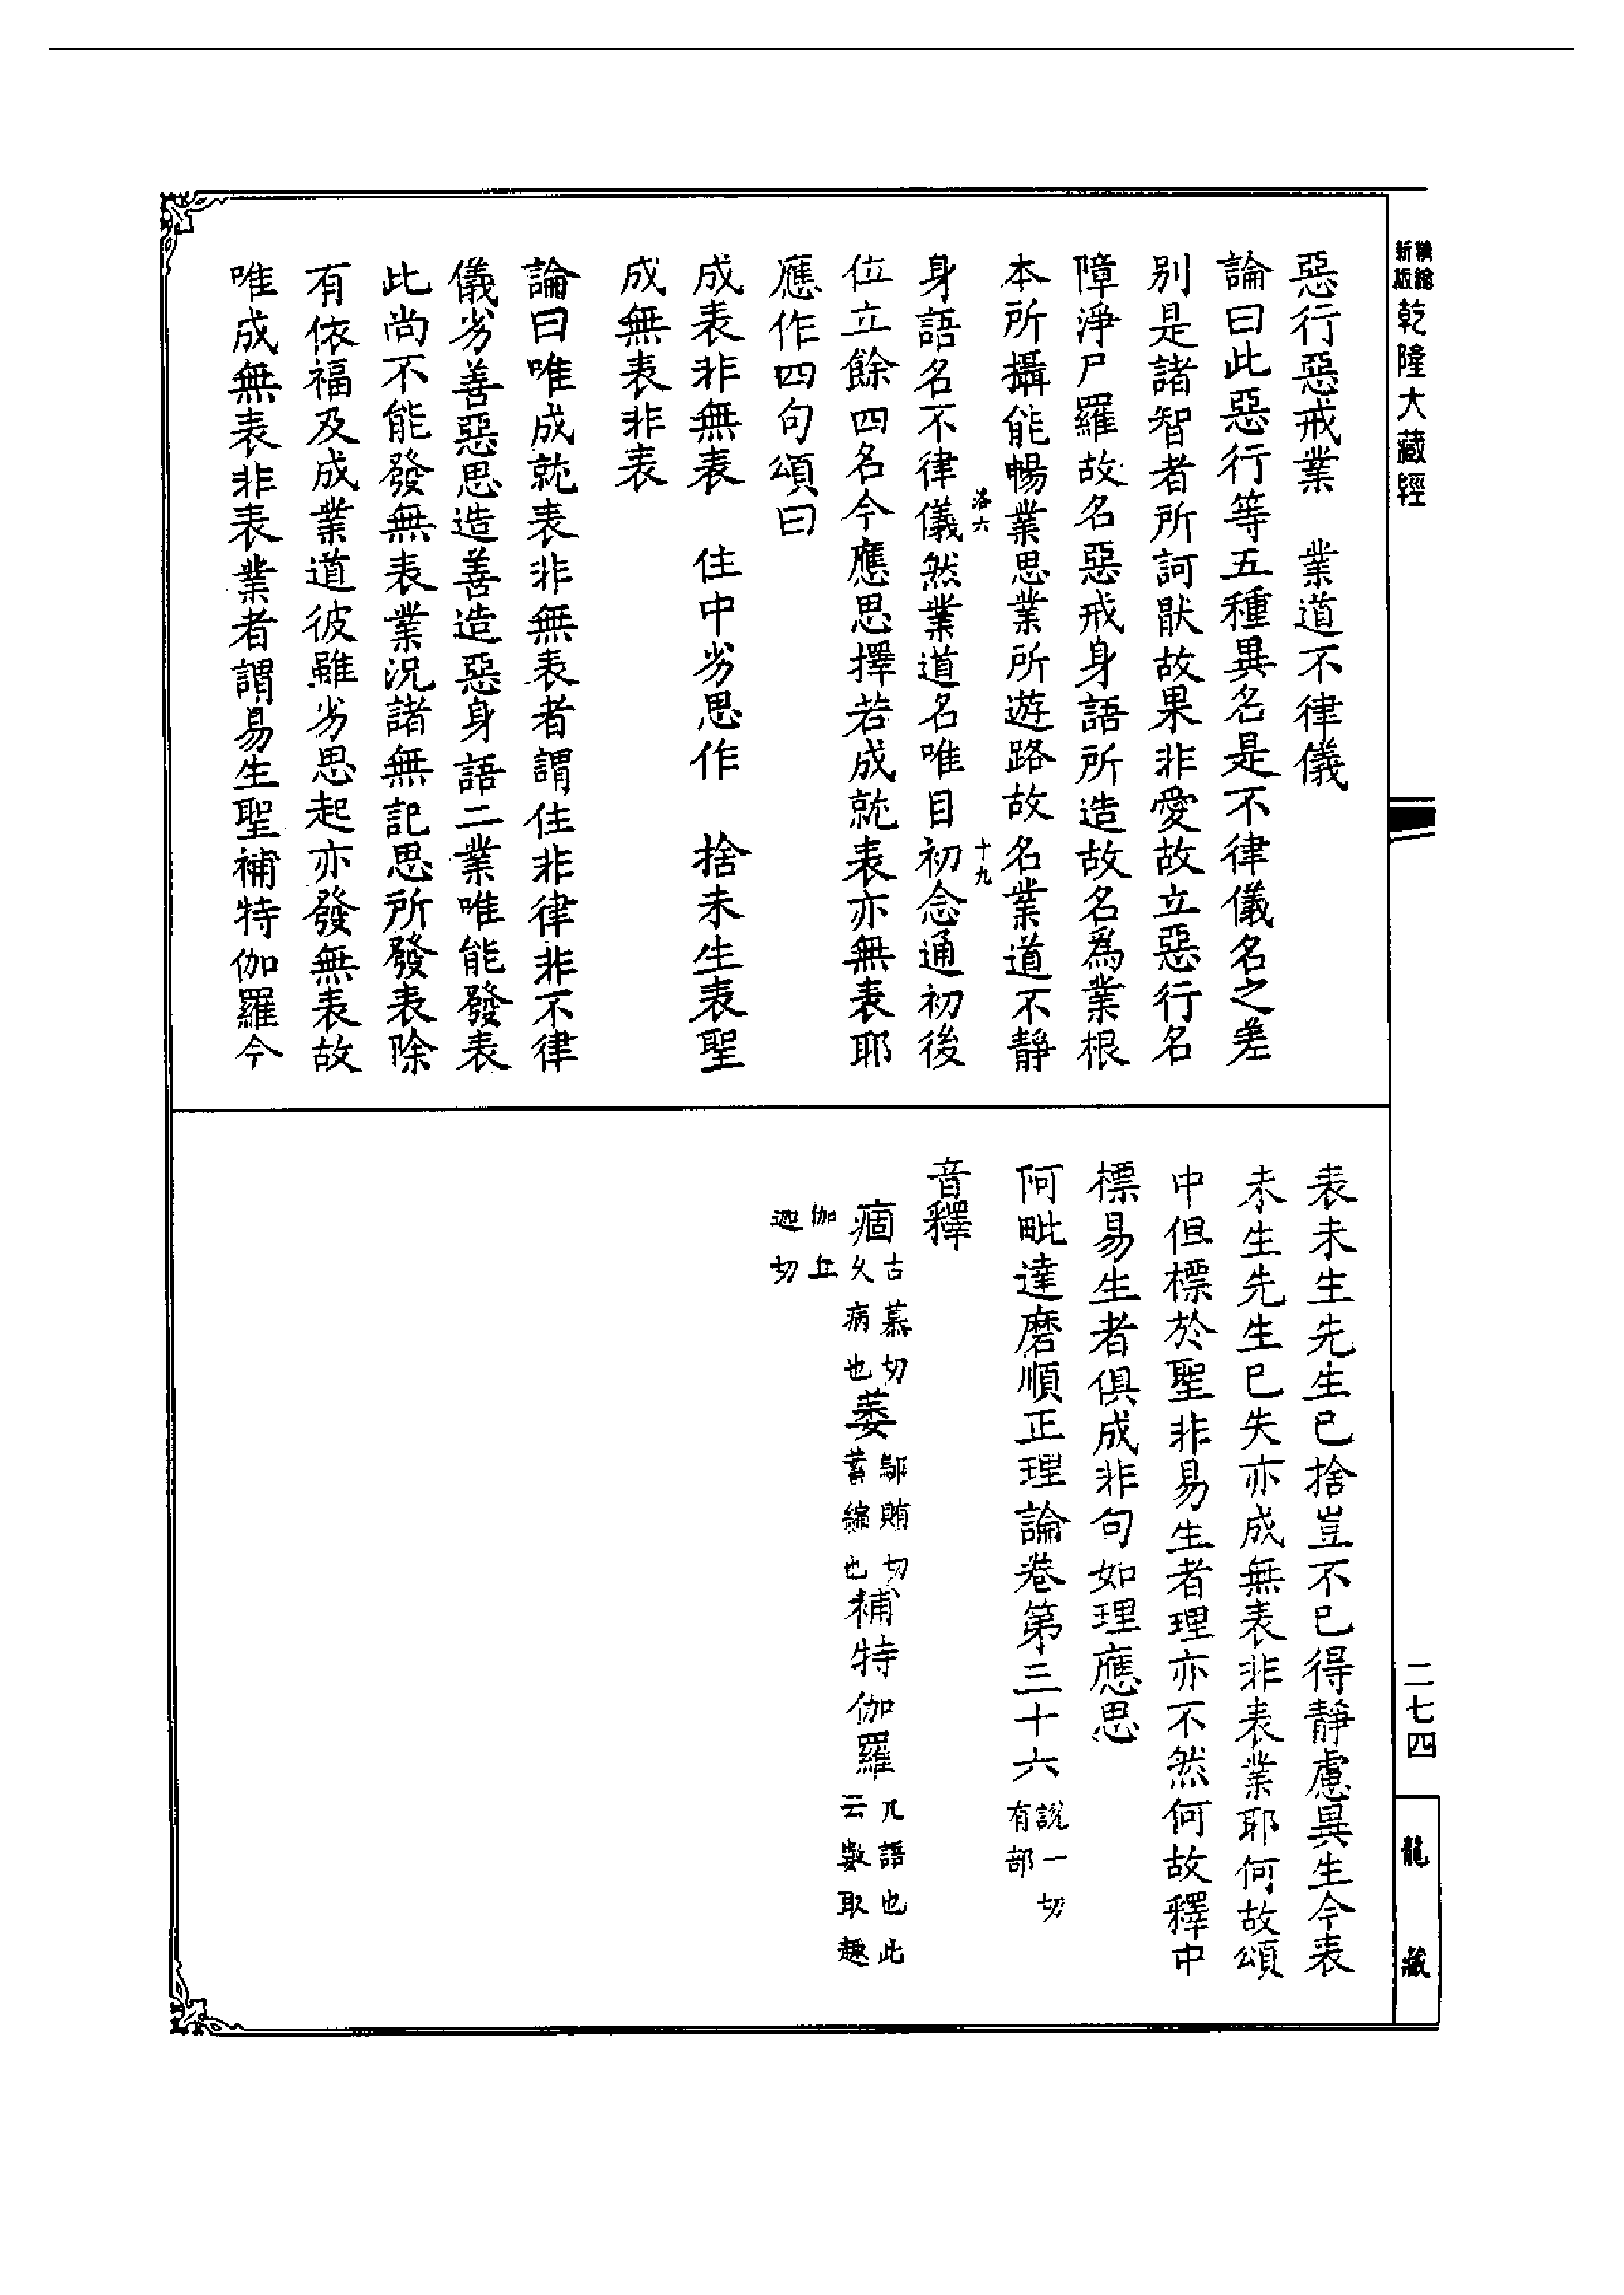 新版
乾隆大藏經
惡行惡戒業　業道不律儀
論曰此惡行等五種異名是不律儀名之差
別是諸智者所訶猒故果非愛故立惡行名
障淨尸羅故名惡戒身語所造故名爲業根
本所攝能暢業思業所遊路故名業道不靜
洛六　十九
身語名不律儀然業道名唯目初念通初後
位立餘四名今應思擇若成就表亦無表耶
應作四句頌曰
成表非無表　住中劣思作　捨未生表聖
成無表非表
論曰唯成就表非無表者謂住非律非不律
儀劣善惡思造善造惡身語二業唯能發表
此尚不能發無表業況諸無記思所發表除
有依福及成業道彼雖劣思起亦發無表故
唯成無表非表業者謂易生聖補特伽羅今
表未生先生已捨豈不已得靜慮異生今表
未生先生已失亦成無表非表業耶何故頌
中但標於聖非易生者理亦不然何故釋中
標易生者俱成非句如理應思
阿毗達磨順正理論卷第三十六說一切有部
音釋
痼古慕切久病也萎鄔賄切蓄縮也補特伽羅梵語也此云數取趣
伽丘迦切
二七四
龍藏